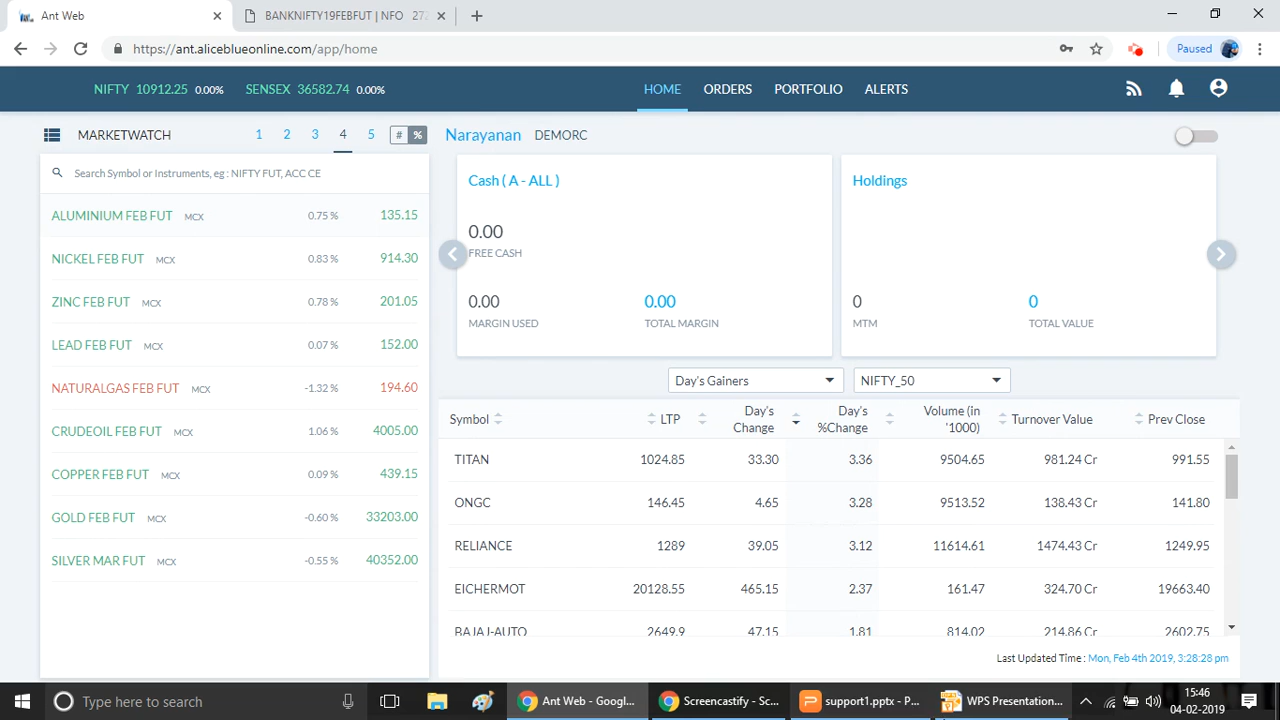 Ant Web
BANKNIFTY19FEBFUT | NFO 272
https://ant.aliceblueonline.com/app/home
Paused
NIFTY 10912.25 0.00% SENSEX 36582.74 0.00%
HOME ORDERS PORTFOLIO ALERTS
MARKETWATCH 1 2 3 4 5 # %
Narayanan DEMORC
Search Symbol or Instruments, eg : NIFTY FUT, ACC CE
ALUMINIUM FEB FUT MCX 0.75 % 135.15
NICKEL FEB FUT MCX 0.83 % 914.30
ZINC FEB FUT MCX 0.78 % 201.05
LEAD FEB FUT MCX 0.07 % 152.00
NATURALGAS FEB FUT MCX -1.32 % 194.60
CRUDEOIL FEB FUT MCX 1.06 % 4005.00
COPPER FEB FUT MCX 0.09 % 439.15
GOLD FEB FUT MCX -0.60 % 33203.00
SILVER MAR FUT MCX -0.55 % 40352.00
Cash ( A - ALL )
0.00
FREE CASH
0.00 0.00
MARGIN USED TOTAL MARGIN
Holdings
0 0
MTM TOTAL VALUE
Day's Gainers NIFTY_50
Symbol LTP Day's Change Day's %Change Volume (in '1000) Turnover Value Prev Close
TITAN 1024.85 33.30 3.36 9504.65 981.24 Cr 991.55
ONGC 146.45 4.65 3.28 9513.52 138.43 Cr 141.80
RELIANCE 1289 39.05 3.12 11614.61 1474.43 Cr 1249.95
EICHERMOT 20128.55 465.15 2.37 161.47 324.70 Cr 19663.40
BAJAJ-AUTO 2649.9 47.15 1.81 814.02 214.86 Cr 2602.75
Last Updated Time : Mon, Feb 4th 2019, 3:28:28 pm
Type here to search
Ant Web - Googl...
Screencastify - Sc...
support1.pptx - P...
WPS Presentation...
15:46
04-02-2019